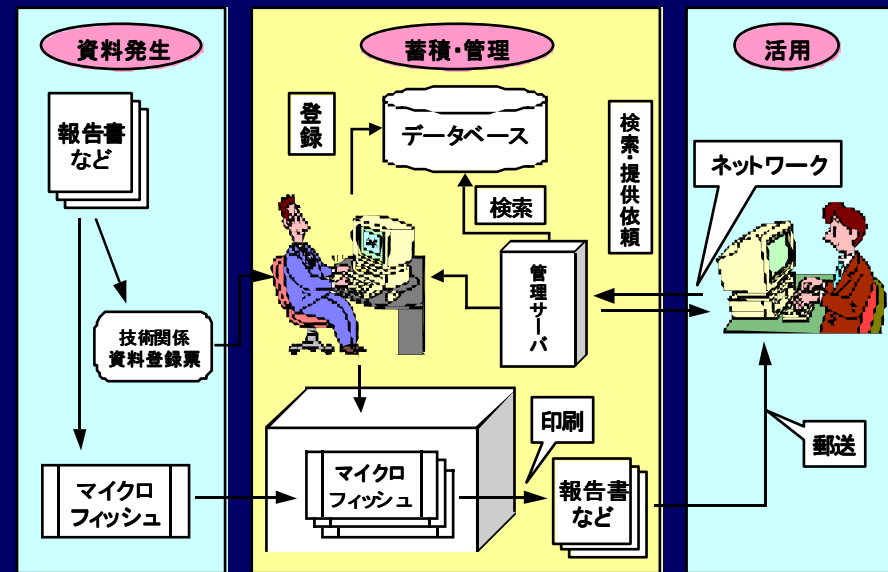 資料発生
報告書
など
技術関係
資料登録票
マイクロ
フィッシュ
蓄積・管理
登録
データベース
検索
検索・提供依頼
管理サーバ
マイクロ
フィッシュ
印刷
報告書
など
活用
ネットワーク
郵送